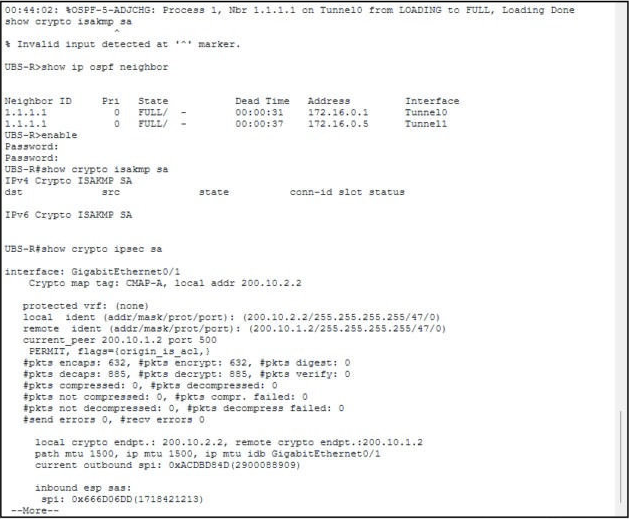 00:44:02: %OSPF-5-ADJCHG: Process 1, Nbr 1.1.1.1 on Tunnel0 from LOADING to FULL, Loading Done
show crypto isakmp sa
^
% Invalid input detected at '^' marker.
UBS-R>show ip ospf neighbor
Neighbor ID Pri State Dead Time Address Interface
1.1.1.1 0 FULL/ - 00:00:31 172.16.0.1 Tunnel0
1.1.1.1 0 FULL/ - 00:00:37 172.16.0.5 Tunnel1
UBS-R>enable
Password:
Password:
UBS-R#show crypto isakmp sa
IPv4 Crypto ISAKMP SA
dst src state conn-id slot status
IPv6 Crypto ISAKMP SA
UBS-R#show crypto ipsec sa
interface: GigabitEthernet0/1
Crypto map tag: CMAP-A, local addr 200.10.2.2
protected vrf: (none)
local ident (addr/mask/prot/port): (200.10.2.2/255.255.255.255/47/0)
remote ident (addr/mask/prot/port): (200.10.1.2/255.255.255.255/47/0)
current_peer 200.10.1.2 port 500
PERMIT, flags={origin_is_acl,}
#pkts encaps: 632, #pkts encrypt: 632, #pkts digest: 0
#pkts decaps: 885, #pkts decrypt: 885, #pkts verify: 0
#pkts compressed: 0, #pkts decompressed: 0
#pkts not compressed: 0, #pkts compr. failed: 0
#pkts not decompressed: 0, #pkts decompress failed: 0
#send errors 0, #recv errors 0
local crypto endpt.: 200.10.2.2, remote crypto endpt.:200.10.1.2
path mtu 1500, ip mtu 1500, ip mtu idb GigabitEthernet0/1
current outbound spi: 0xACDBD84D(2900088909)
inbound esp sas:
spi: 0x666D06DD(1718421213)
--More--